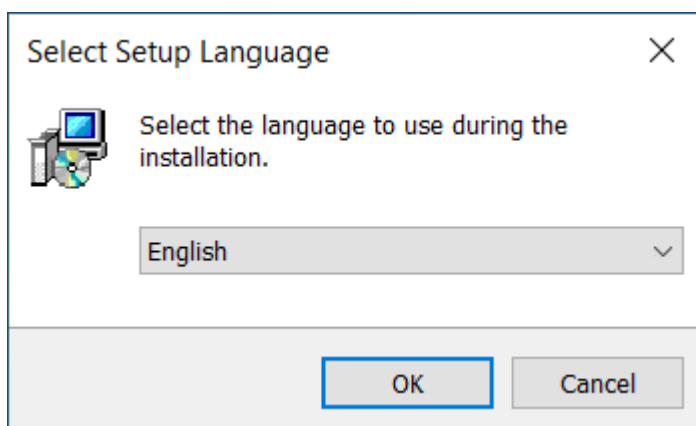 Select Setup Language
Select the language to use during the
installation.
English
OK
Cancel